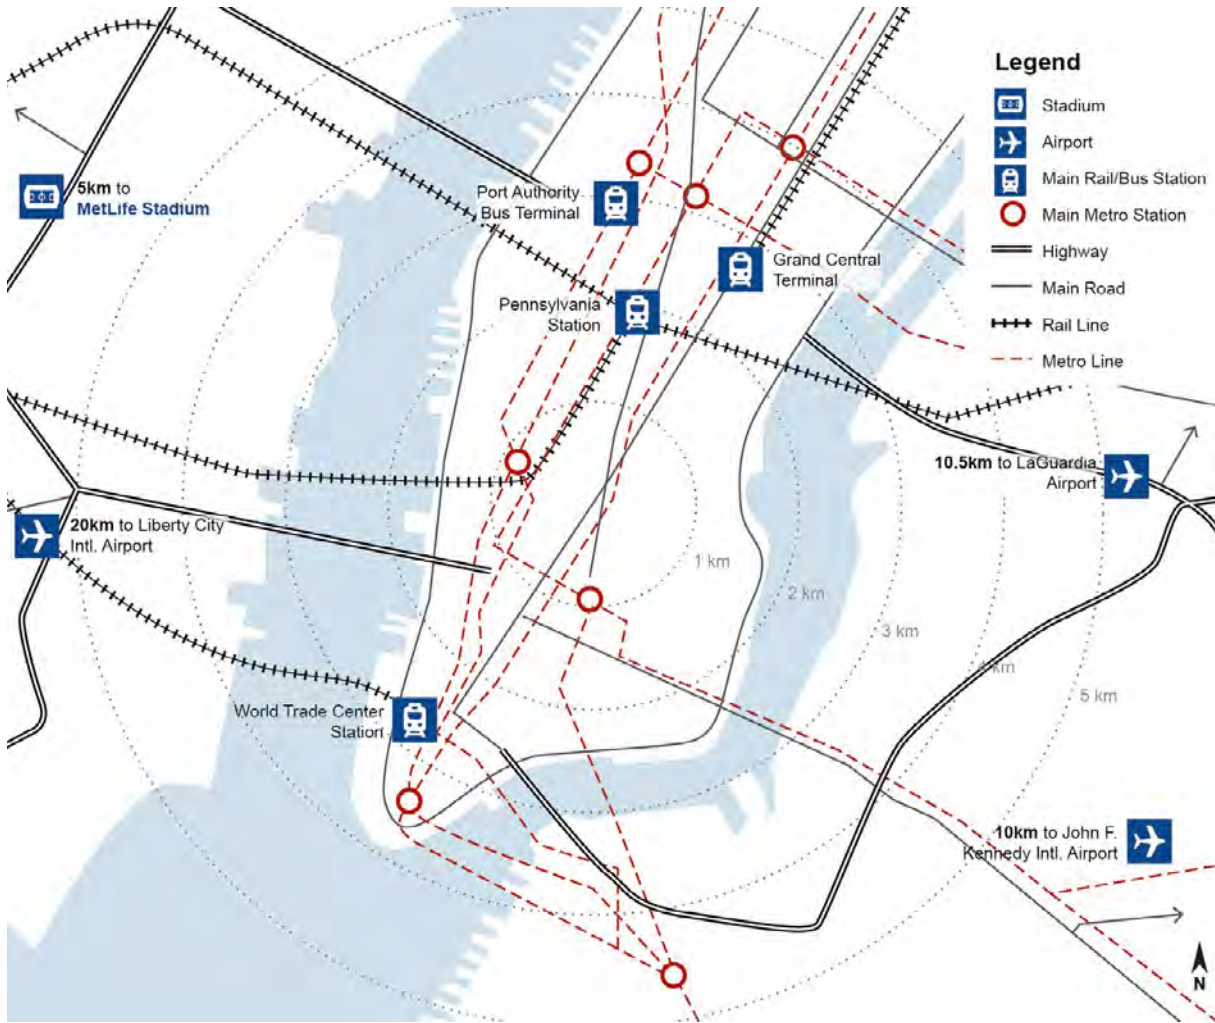 Legend
Stadium
Airport
Main Rail/Bus Station
Main Metro Station
Highway
Main Road
Rail Line
Metro Line
5km to
MetLife Stadium
Port Authority
Bus Terminal
Grand Central
Terminal
Pennsylvania
Station
10.5km to LaGuardia
Airport
20km to Liberty City
Intl. Airport
1 km
2 km
3 km
4 km
5 km
World Trade Center
Station
10km to John F.
Kennedy Intl. Airport
N